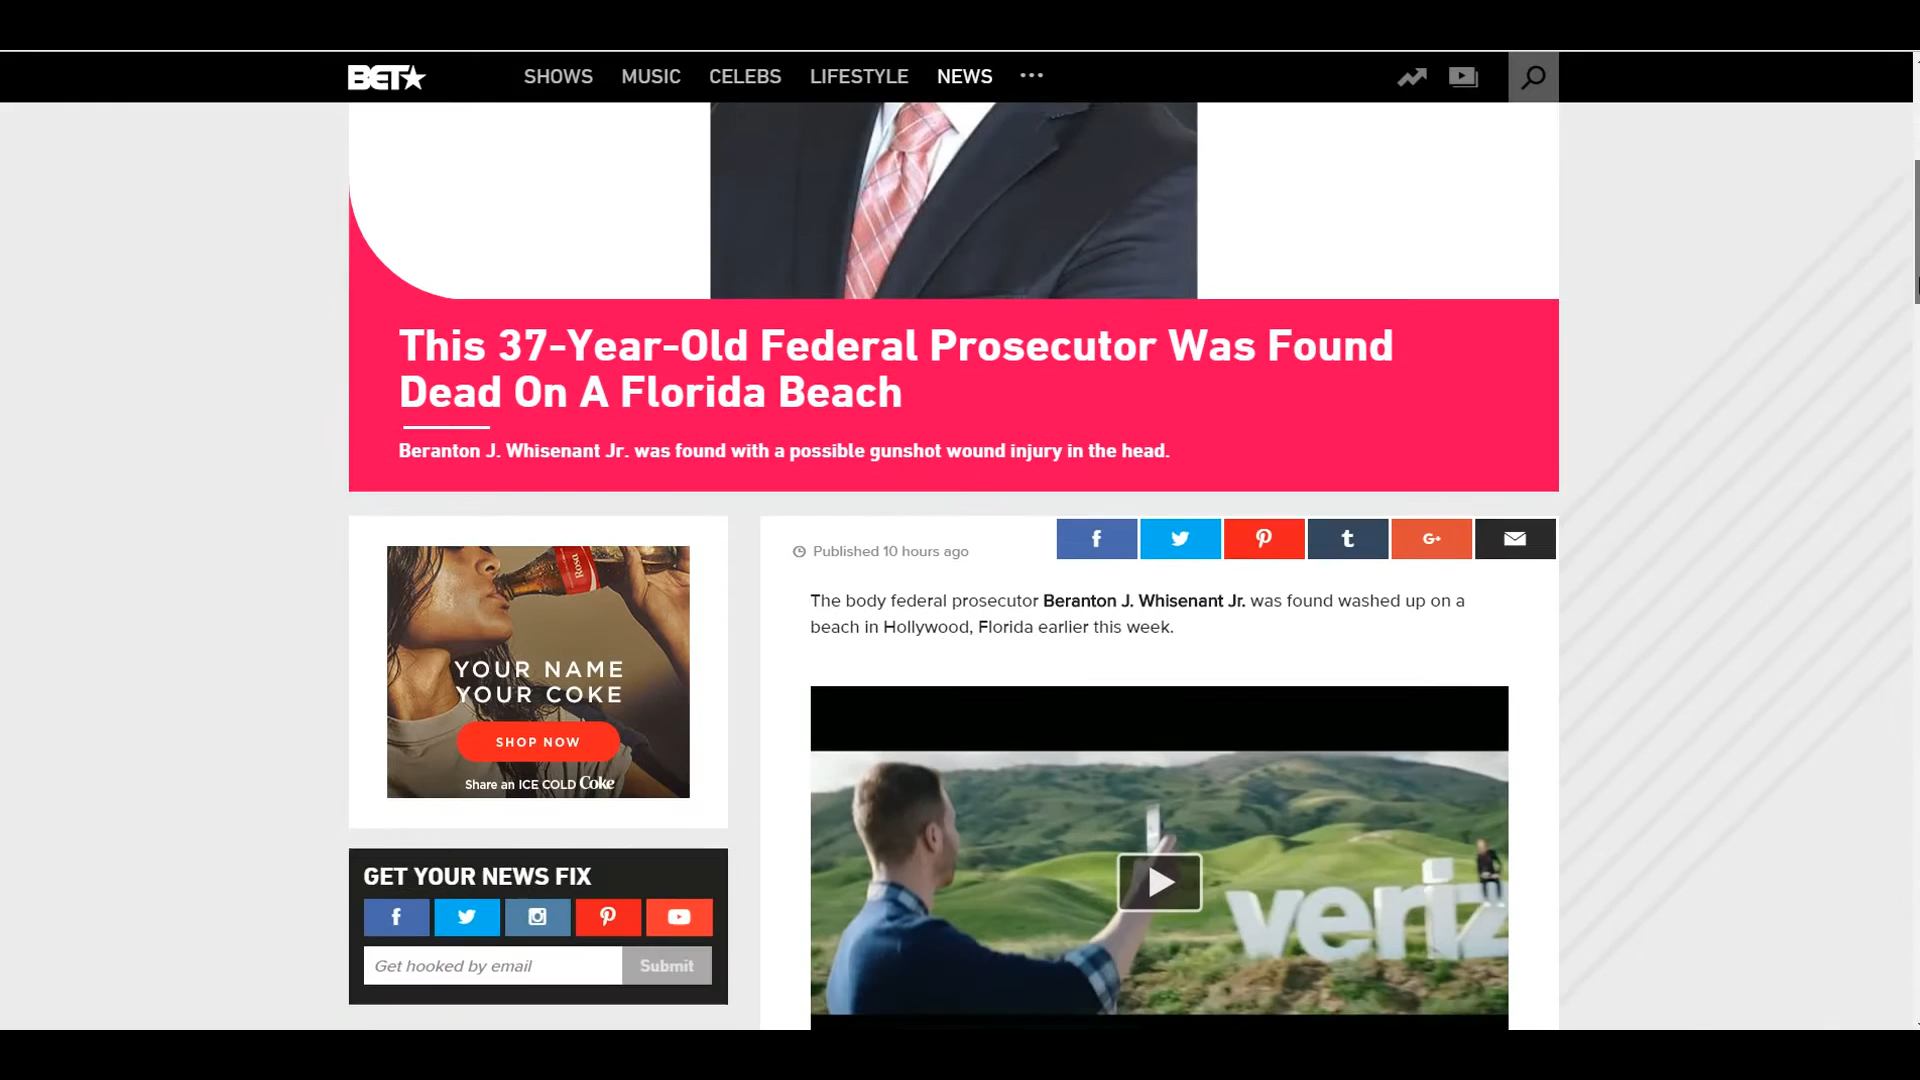 BET
SHOWS MUSIC CELEBS LIFESTYLE NEWS •••
This 37-Year-Old Federal Prosecutor Was Found
Dead On A Florida Beach
Beranton J. Whisenant Jr. was found with a possible gunshot wound injury in the head.
Published 10 hours ago
f t G+
The body federal prosecutor Beranton J. Whisenant Jr. was found washed up on a
beach in Hollywood, Florida earlier this week.
Rosa
YOUR NAME
YOUR COKE
SHOP NOW
Share an ICE COLD Coke
veriz
GET YOUR NEWS FIX
f
Get hooked by email Submit